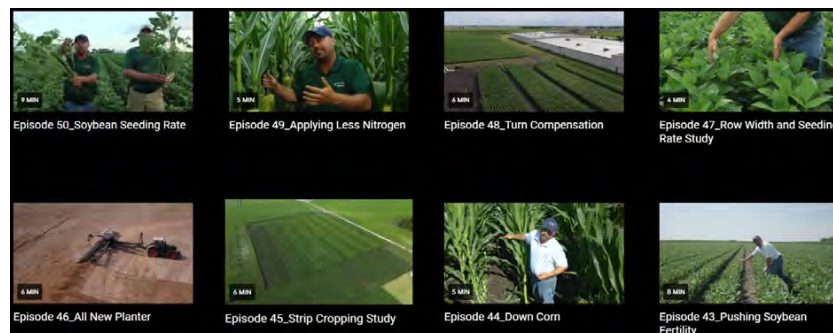 9 MIN
5 MIN
6 MIN
4 MIN
Episode 50_Soybean Seeding Rate
Episode 49_Applying Less Nitrogen
Episode 48_Turn Compensation
Episode 47_Row Width and Seeding
Rate Study
6 MIN
6 MIN
5 MIN
8 MIN
Episode 46_All New Planter
Episode 45_Strip Cropping Study
Episode 44_Down Corn
Episode 43_Pushing Soybean
Fertility